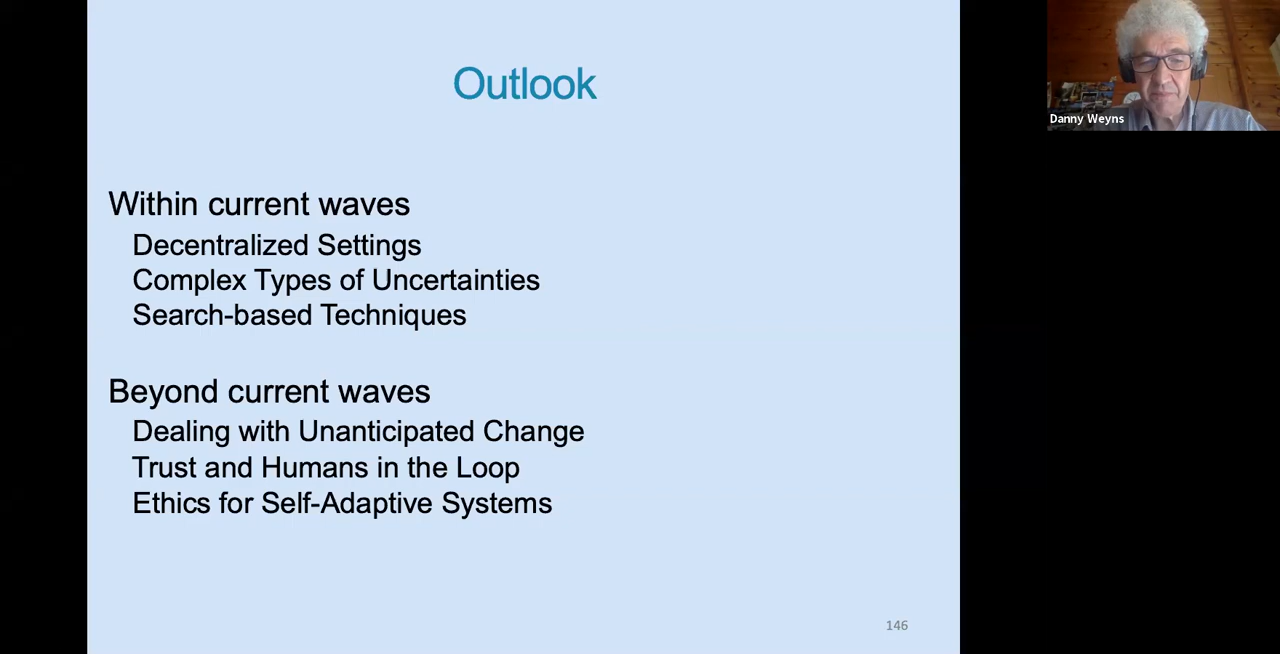 Outlook
Danny Weyns
Within current waves
Decentralized Settings
Complex Types of Uncertainties
Search-based Techniques
Beyond current waves
Dealing with Unanticipated Change
Trust and Humans in the Loop
Ethics for Self-Adaptive Systems
146